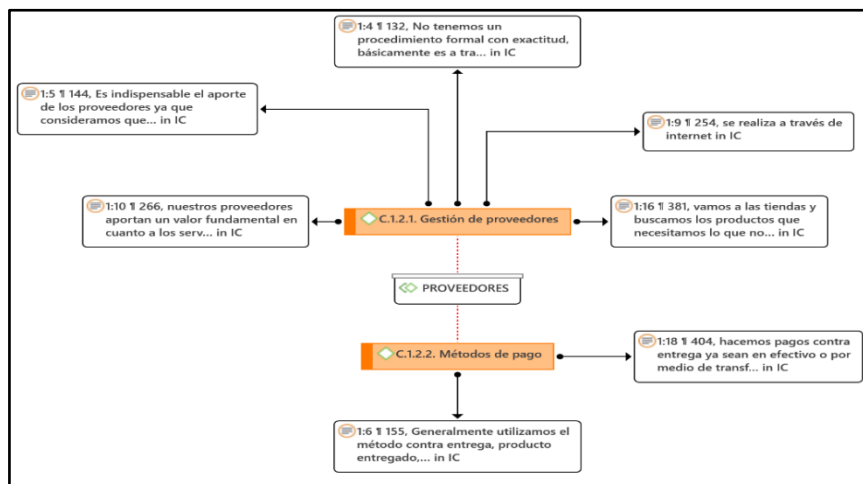 1:4 ¶ 132, No tenemos un
procedimiento formal con exactitud,
básicamente es a tra... in IC
1:5 ¶ 144, Es indispensable el aporte
de los proveedores ya que
consideramos que... in IC
1:9 ¶ 254, se realiza a través de
internet in IC
1:10 ¶ 266, nuestros proveedores
aportan un valor fundamental en
cuanto a los serv... in IC
C.1.2.1. Gestión de proveedores
1:16 ¶ 381, vamos a las tiendas y
buscamos los productos que
necesitamos lo que no... in IC
PROVEEDORES
C.1.2.2. Métodos de pago
1:18 ¶ 404, hacemos pagos contra
entrega ya sean en efectivo o por
medio de transf... in IC
1:6 ¶ 155, Generalmente utilizamos el
método contra entrega, producto
entregado,... in IC